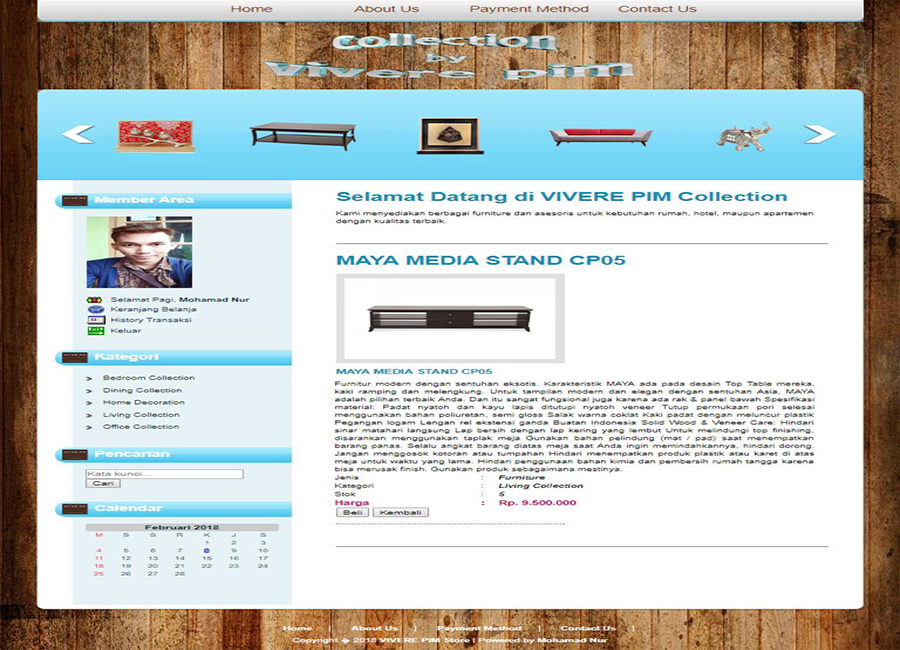 Home About Us Payment Method Contact Us
Collection
by
Vivere pim
Member Area
Selamat Pagi, Mohamad Nur
Keranjang Belanja
History Transaksi
Keluar
Kategori
> Bedroom Collection
> Dining Collection
> Home Decoration
> Living Collection
> Office Collection
Pencarian
Kata kunci...
Cari
Calendar
Februari 2018
M S S R K J S
1 2 3
4 5 6 7 8 9 10
11 12 13 14 15 16 17
18 19 20 21 22 23 24
25 26 27 28
Selamat Datang di VIVERE PIM Collection
Kami menyediakan berbagai furniture dan asesoris untuk kebutuhan rumah, hotel, maupun apartemen
dengan kualitas terbaik.
MAYA MEDIA STAND CP05
MAYA MEDIA STAND CP05
Furnitur modern dengan sentuhan eksotis. Karakteristik MAYA ada pada desain Top Table mereka,
kaki ramping dan melengkung. Untuk tampilan modern dan elegan dengan sentuhan Asia, MAYA
adalah pilihan terbaik Anda. Dan itu sangat fungsional juga karena ada rak & panel bawah Spesifikasi
material: Padat nyatoh dan kayu lapis ditutupi nyatoh veneer Tutup permukaan pori selesai
menggunakan bahan poliuretan, semi gloss Salak warna coklat Kaki padat dengan meluncur plastik
Pegangan logam Lengan rel ekstensi ganda Buatan Indonesia Solid Wood & Veneer Care: Hindari
sinar matahari langsung Lap bersih dengan lap kering yang lembut Untuk melindungi top finishing,
disarankan menggunakan taplak meja Gunakan bahan pelindung (mat / pad) saat menempatkan
barang panas. Selalu angkat barang diatas meja saat Anda ingin memindahkannya, hindari dorong.
Jangan menggosok kotoran atau tumpahan Hindari menempatkan produk plastik atau karet di atas
meja untuk waktu yang lama. Hindari penggunaan bahan kimia dan pembersih rumah tangga karena
bisa merusak finish. Gunakan produk sebagaimana mestinya.
Jenis : Furniture
Kategori : Living Collection
Stok : 5
Harga : Rp. 9.500.000
Beli Kembali
Home | About Us | Payment Method | Contact Us |
Copyright � 2018 VIVERE PIM Store | Powered by Mohamad Nur